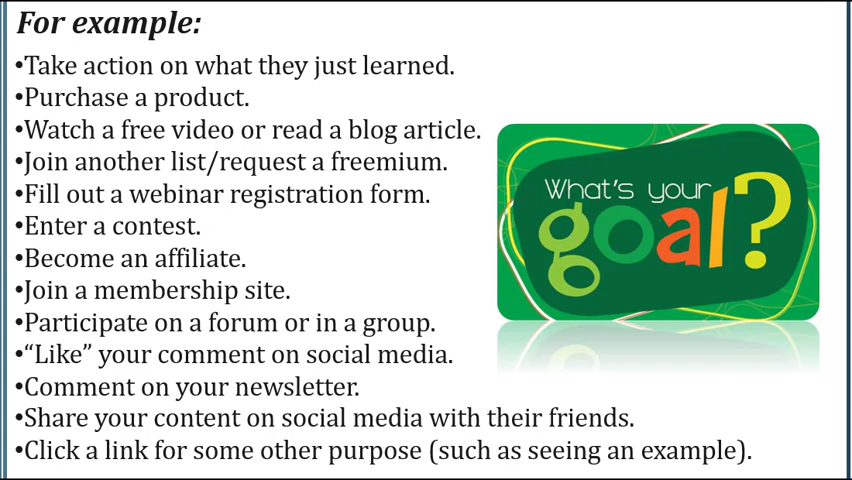 For example:
•Take action on what they just learned.
•Purchase a product.
•Watch a free video or read a blog article.
•Join another list/request a freemium.
•Fill out a webinar registration form.
•Enter a contest.
•Become an affiliate.
•Join a membership site.
•Participate on a forum or in a group.
•“Like” your comment on social media.
•Comment on your newsletter.
•Share your content on social media with their friends.
•Click a link for some other purpose (such as seeing an example).
What's your
goal?